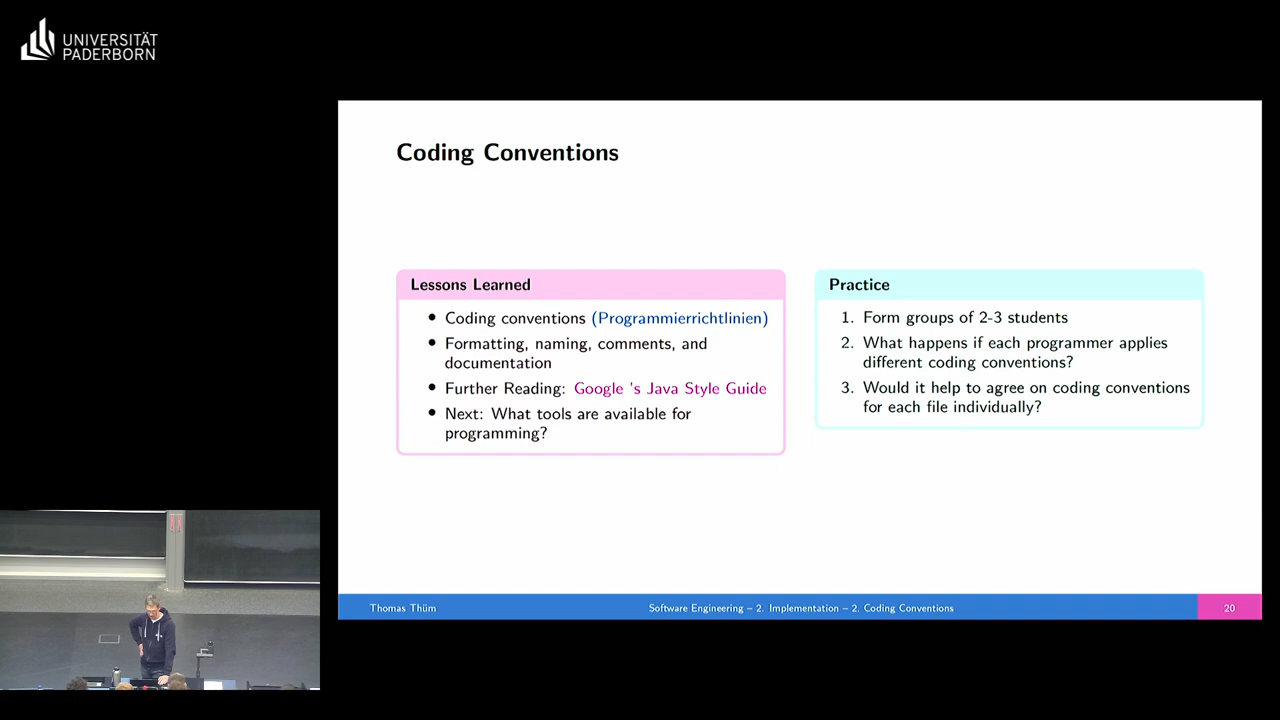 UNIVERSITÄT
PADERBORN
Coding Conventions
Lessons Learned
• Coding conventions (Programmierrichtlinien)
• Formatting, naming, comments, and
documentation
• Further Reading: Google 's Java Style Guide
• Next: What tools are available for
programming?
Practice
1. Form groups of 2-3 students
2. What happens if each programmer applies
different coding conventions?
3. Would it help to agree on coding conventions
for each file individually?
Thomas Thüm
Software Engineering – 2. Implementation – 2. Coding Conventions
20